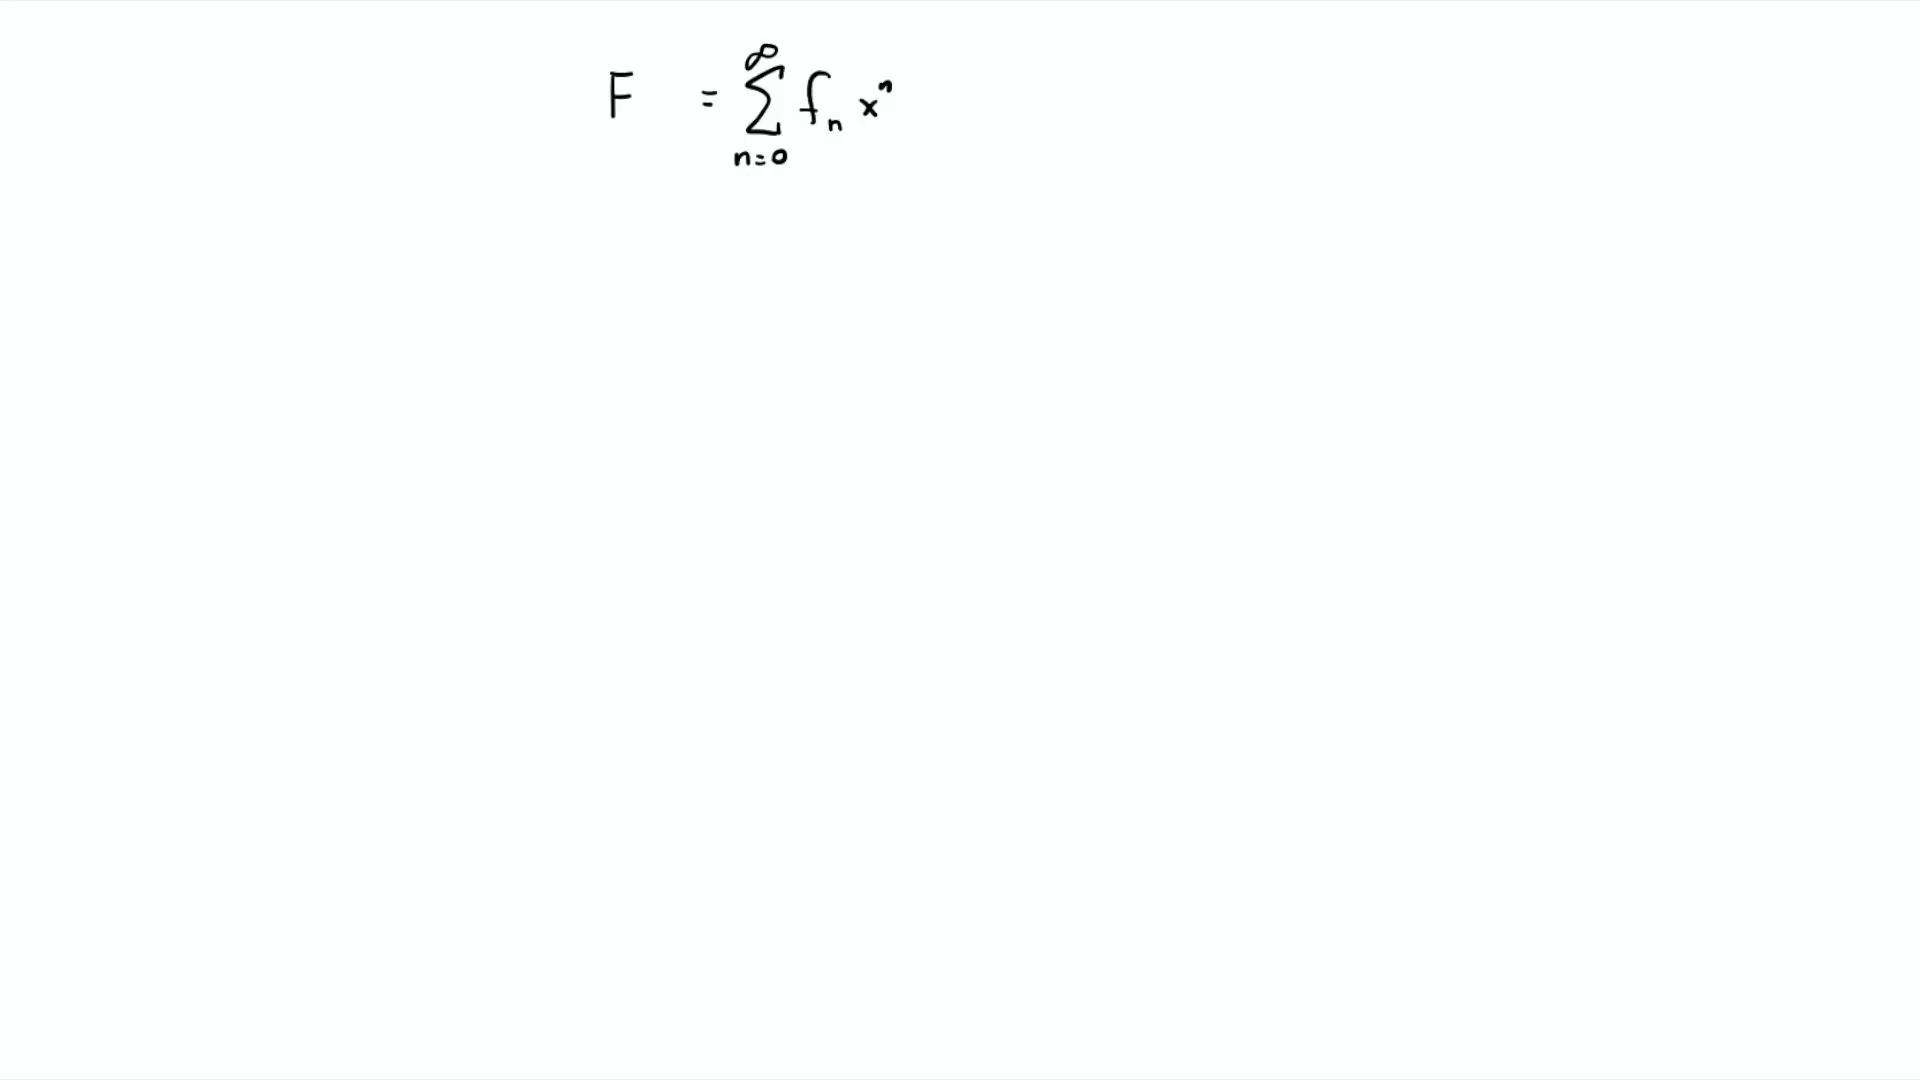 F = ∑_{n=0}^{∞} f_n x^n